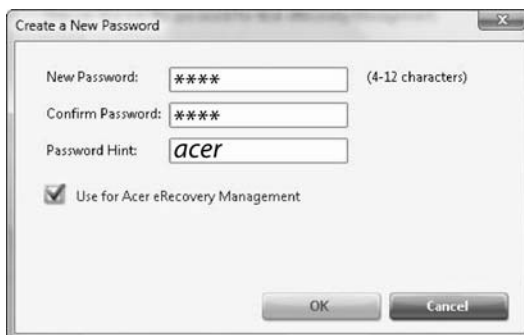 Create a New Password
New Password: **** (4-12 characters)
Confirm Password: ****
Password Hint: acer
Use for Acer eRecovery Management
OK Cancel